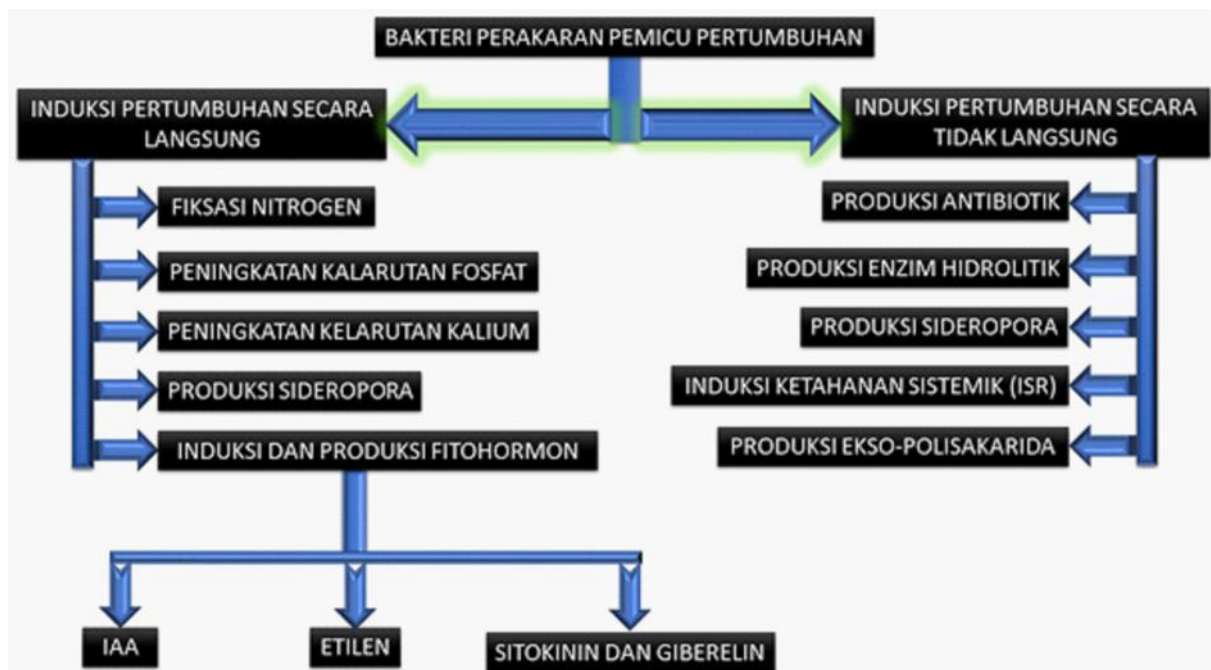 BAKTERI PERAKARAN PEMICU PERTUMBUHAN
INDUKSI PERTUMBUHAN SECARA
LANGSUNG
FIKSASI NITROGEN
PENINGKATAN KALARUTAN FOSFAT
PENINGKATAN KELARUTAN KALIUM
PRODUKSI SIDEROPORA
INDUKSI DAN PRODUKSI FITOHORMON
IAA
ETILEN
SITOKININ DAN GIBERELIN
INDUKSI PERTUMBUHAN SECARA
TIDAK LANGSUNG
PRODUKSI ANTIBIOTIK
PRODUKSI ENZIM HIDROLITIK
PRODUKSI SIDEROPORA
INDUKSI KETAHANAN SISTEMIK (ISR)
PRODUKSI EKSO-POLISAKARIDA